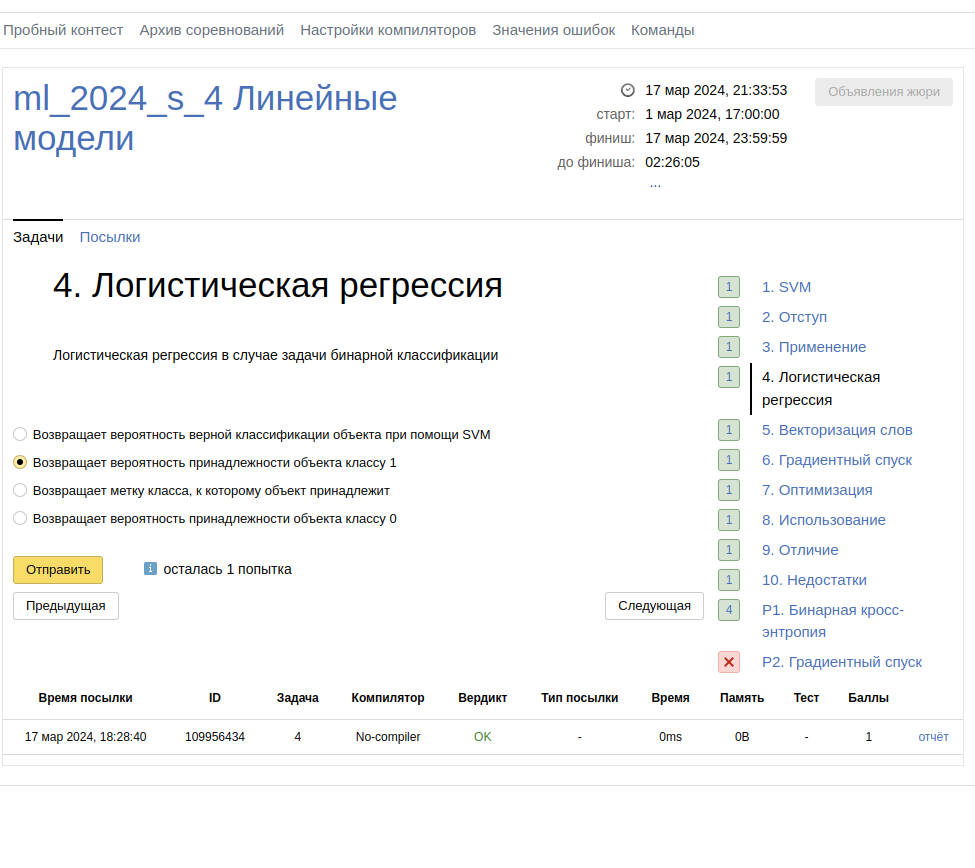 Пробный контест Архив соревнований Настройки компиляторов Значения ошибок Команды
ml_2024_s_4 Линейные
модели
17 мар 2024, 21:33:53
старт: 1 мар 2024, 17:00:00
финиш: 17 мар 2024, 23:59:59
до финиша: 02:26:05
...
Объявления жюри
Задачи Посылки
4. Логистическая регрессия
Логистическая регрессия в случае задачи бинарной классификации
Возвращает вероятность верной классификации объекта при помощи SVM
Возвращает вероятность принадлежности объекта классу 1
Возвращает метку класса, к которому объект принадлежит
Возвращает вероятность принадлежности объекта классу 0
Отправить
i осталась 1 попытка
Предыдущая
Следующая
1 1. SVM
1 2. Отступ
1 3. Применение
1 4. Логистическая
регрессия
1 5. Векторизация слов
1 6. Градиентный спуск
1 7. Оптимизация
1 8. Использование
1 9. Отличие
1 10. Недостатки
4 P1. Бинарная кросс-
энтропия
P2. Градиентный спуск
Время посылки ID Задача Компилятор Вердикт Тип посылки Время Память Тест Баллы
17 мар 2024, 18:28:40 109956434 4 No-compiler OK - 0ms 0B - 1 отчёт